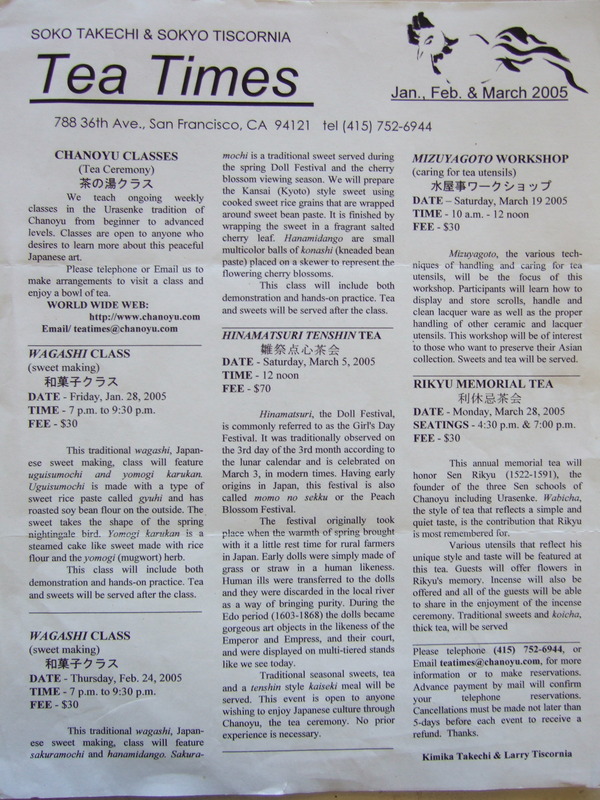 SOKO TAKECHI & SOKYO TISCORNIA
Tea Times
Jan., Feb. & March 2005
788 36th Ave., San Francisco, CA 94121 tel (415) 752-6944
CHANOYU CLASSES
(Tea Ceremony)
茶の湯クラス
We teach ongoing weekly
classes in the Urasenke tradition of
Chanoyu from beginner to advanced
levels. Classes are open to anyone who
desires to learn more about this peaceful
Japanese art.
Please telephone or Email us to
make arrangements to visit a class and
enjoy a bowl of tea.
WORLD WIDE WEB:
http://www.chanoyu.com
Email/ teatimes@chanoyu.com
WAGASHI CLASS
(sweet making)
和菓子クラス
DATE - Friday, Jan. 28, 2005
TIME - 7 p.m. to 9:30 p.m.
FEE - $30
This traditional wagashi, Japan-
ese sweet making, class will feature
uguisumochi and yomogi karukan.
Uguisumochi is made with a type of
sweet rice paste called gyuhi and has
roasted soy bean flour on the outside. The
sweet takes the shape of the spring
nightingale bird. Yomogi karukan is a
steamed cake like sweet made with rice
flour and the yomogi (mugwort) herb.
This class will include both
demonstration and hands-on practice. Tea
and sweets will be served after the class.
WAGASHI CLASS
(sweet making)
和菓子クラス
DATE - Thursday, Feb. 24, 2005
TIME - 7 p.m. to 9:30 p.m.
FEE - $30
This traditional wagashi, Japan-
ese sweet making, class will feature
sakuramochi and hanamidango. Sakura-
mochi is a traditional sweet served during
the spring Doll Festival and the cherry
blossom viewing season. We will prepare
the Kansai (Kyoto) style sweet using
cooked sweet rice grains that are wrapped
around sweet bean paste. It is finished by
wrapping the sweet in a fragrant salted
cherry leaf. Hanamidango are small
multicolor balls of konashi (kneaded bean
paste) placed on a skewer to represent the
flowering cherry blossoms.
This class will include both
demonstration and hands-on practice. Tea
and sweets will be served after the class.
HINAMATSURI TENSHIN TEA
雛祭点心茶会
DATE - Saturday, March 5, 2005
TIME - 12 noon
FEE - $70
Hinamatsuri, the Doll Festival,
is commonly referred to as the Girl's Day
Festival. It was traditionally observed on
the 3rd day of the 3rd month according to
the lunar calendar and is celebrated on
March 3, in modern times. Having early
origins in Japan, this festival is also
called momo no sekku or the Peach
Blossom Festival.
The festival originally took
place when the warmth of spring brought
with it a little rest time for rural farmers
in Japan. Early dolls were simply made of
grass or straw in a human likeness.
Human ills were transferred to the dolls
and they were discarded in the local river
as a way of bringing purity. During the
Edo period (1603-1868) the dolls became
gorgeous art objects in the likeness of the
Emperor and Empress, and their court,
and were displayed on multi-tiered stands
like we see today.
Traditional seasonal sweets, tea
and a tenshin style kaiseki meal will be
served. This event is open to anyone
wishing to enjoy Japanese culture through
Chanoyu, the tea ceremony. No prior
experience is necessary.
MIZUYAGOTO WORKSHOP
(caring for tea utensils)
水屋事ワークショップ
DATE – Saturday, March 19 2005
TIME - 10 a.m. - 12 noon
FEE - $30
Mizuyagoto, the various tech-
niques of handling and caring for tea
utensils, will be the focus of this
workshop. Participants will learn how to
display and store scrolls, handle and
clean lacquer ware as well as the proper
handling of other ceramic and lacquer
utensils. This workshop will be of interest
to those who want to preserve their Asian
collection. Sweets and tea will be served.
RIKYU MEMORIAL TEA
利休忌茶会
DATE - Monday, March 28, 2005
SEATINGS - 4:30 p.m. & 7:00 p.m.
FEE - $30
This annual memorial tea will
honor Sen Rikyu (1522-1591), the
founder of the three Sen schools of
Chanoyu including Urasenke. Wabicha,
the style of tea that reflects a simple and
quiet taste, is the contribution that Rikyu
is most remembered for.
Various utensils that reflect his
unique style and taste will be featured at
this tea. Guests will offer flowers in
Rikyu's memory. Incense will also be
offered and all of the guests will be able
to share in the enjoyment of the incense
ceremony. Traditional sweets and koicha,
thick tea, will be served
Please telephone (415) 752-6944, or
Email teatimes@chanoyu.com, for more
information or to make reservations.
Advance payment by mail will confirm
your telephone reservations.
Cancellations must be made not later than
5-days before each event to receive a
refund. Thanks.
Kimika Takechi & Larry Tiscornia